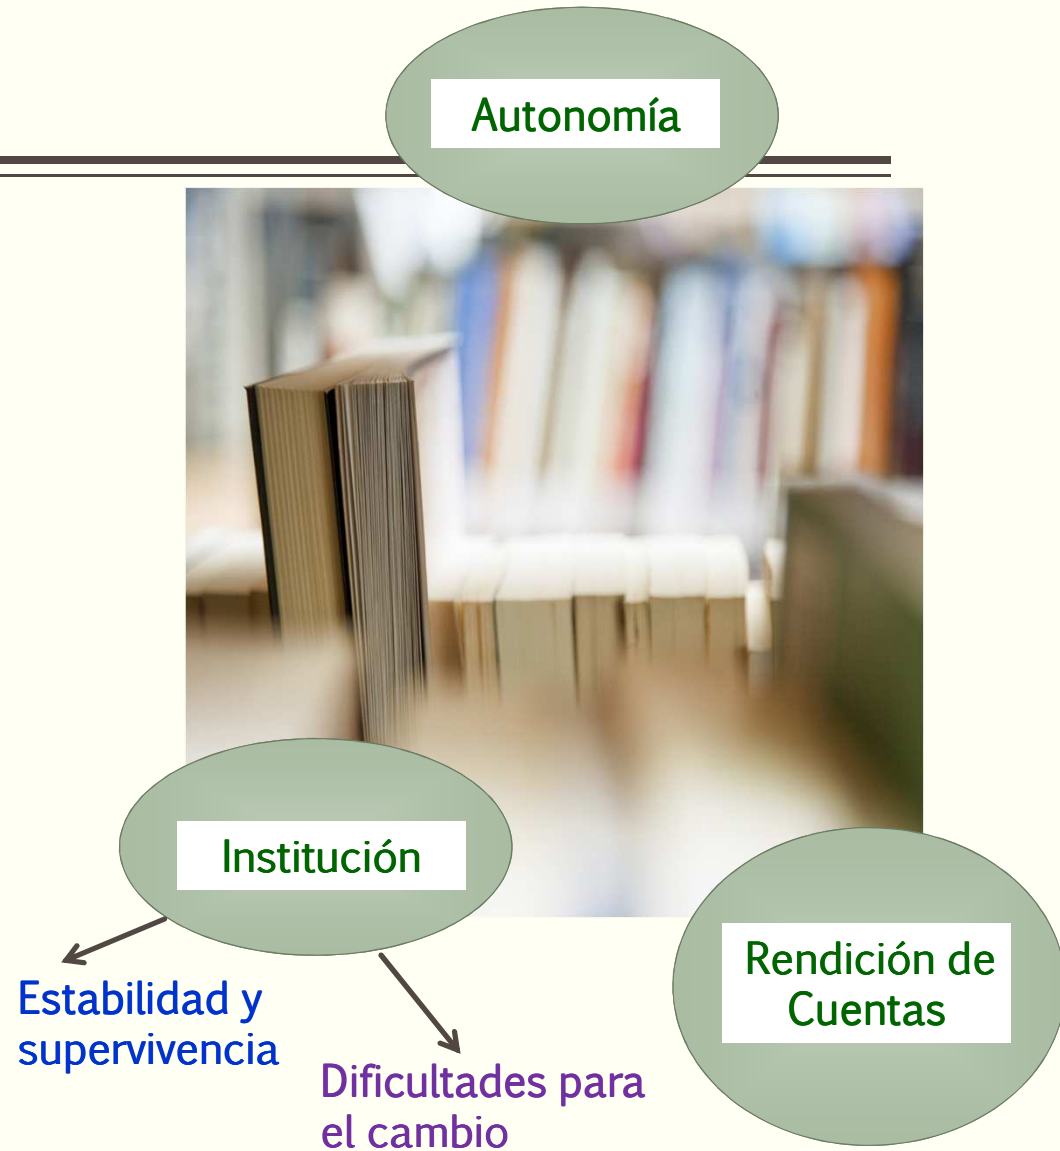 Autonomía
Institución
Rendición de
Cuentas
Estabilidad y
supervivencia
Dificultades para
el cambio